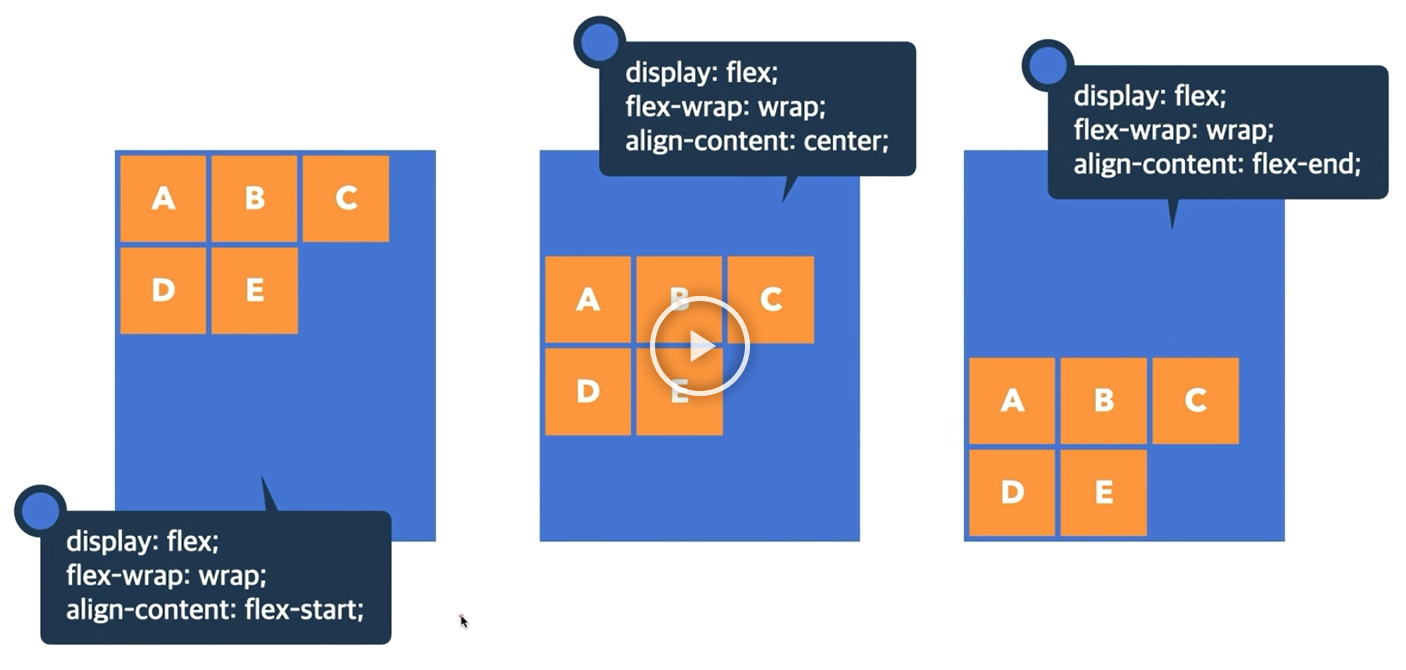 A B C
D E
display: flex;
flex-wrap: wrap;
align-content: flex-start;
display: flex;
flex-wrap: wrap;
align-content: center;
A B C
D E
display: flex;
flex-wrap: wrap;
align-content: flex-end;
A B C
D E